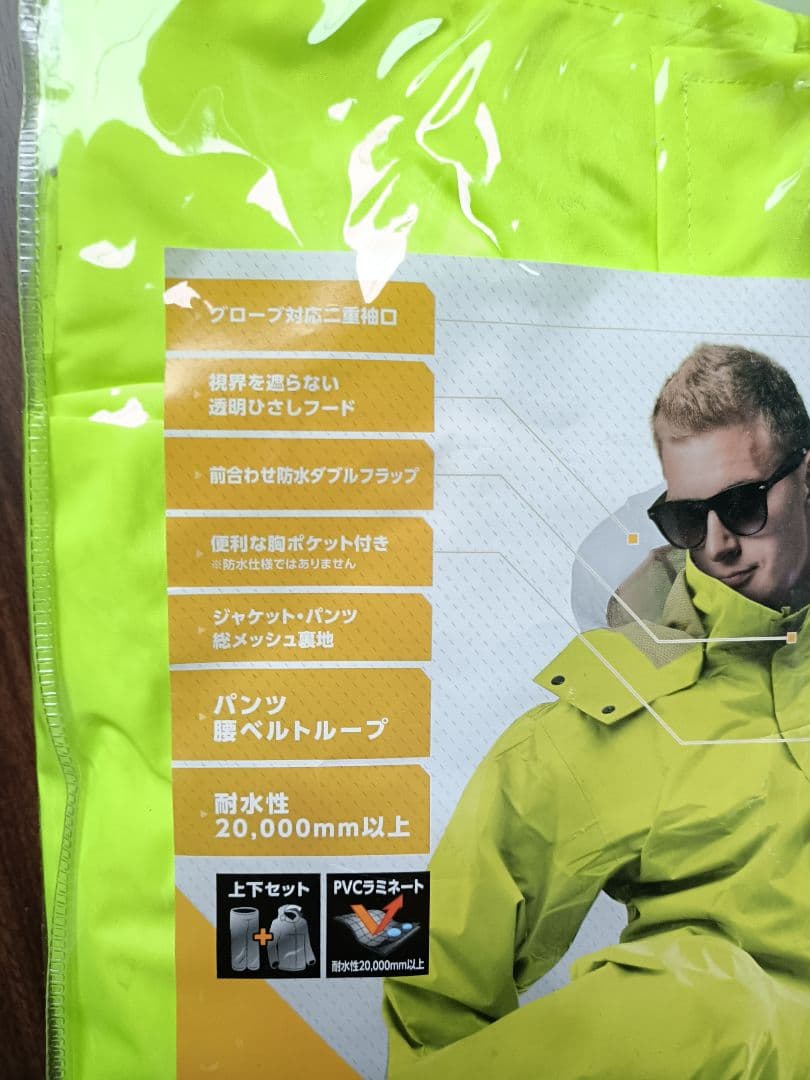 グローブ対応二重袖口
視界を遮らない
透明ひさしフード
前合わせ防水ダブルフラップ
便利な胸ポケット付き
※防水仕様ではありません
ジャケット・パンツ
総メッシュ裏地
パンツ
腰ベルトループ
耐水性
20,000mm以上
上下セット
PVCラミネート
耐水性20,000mm以上